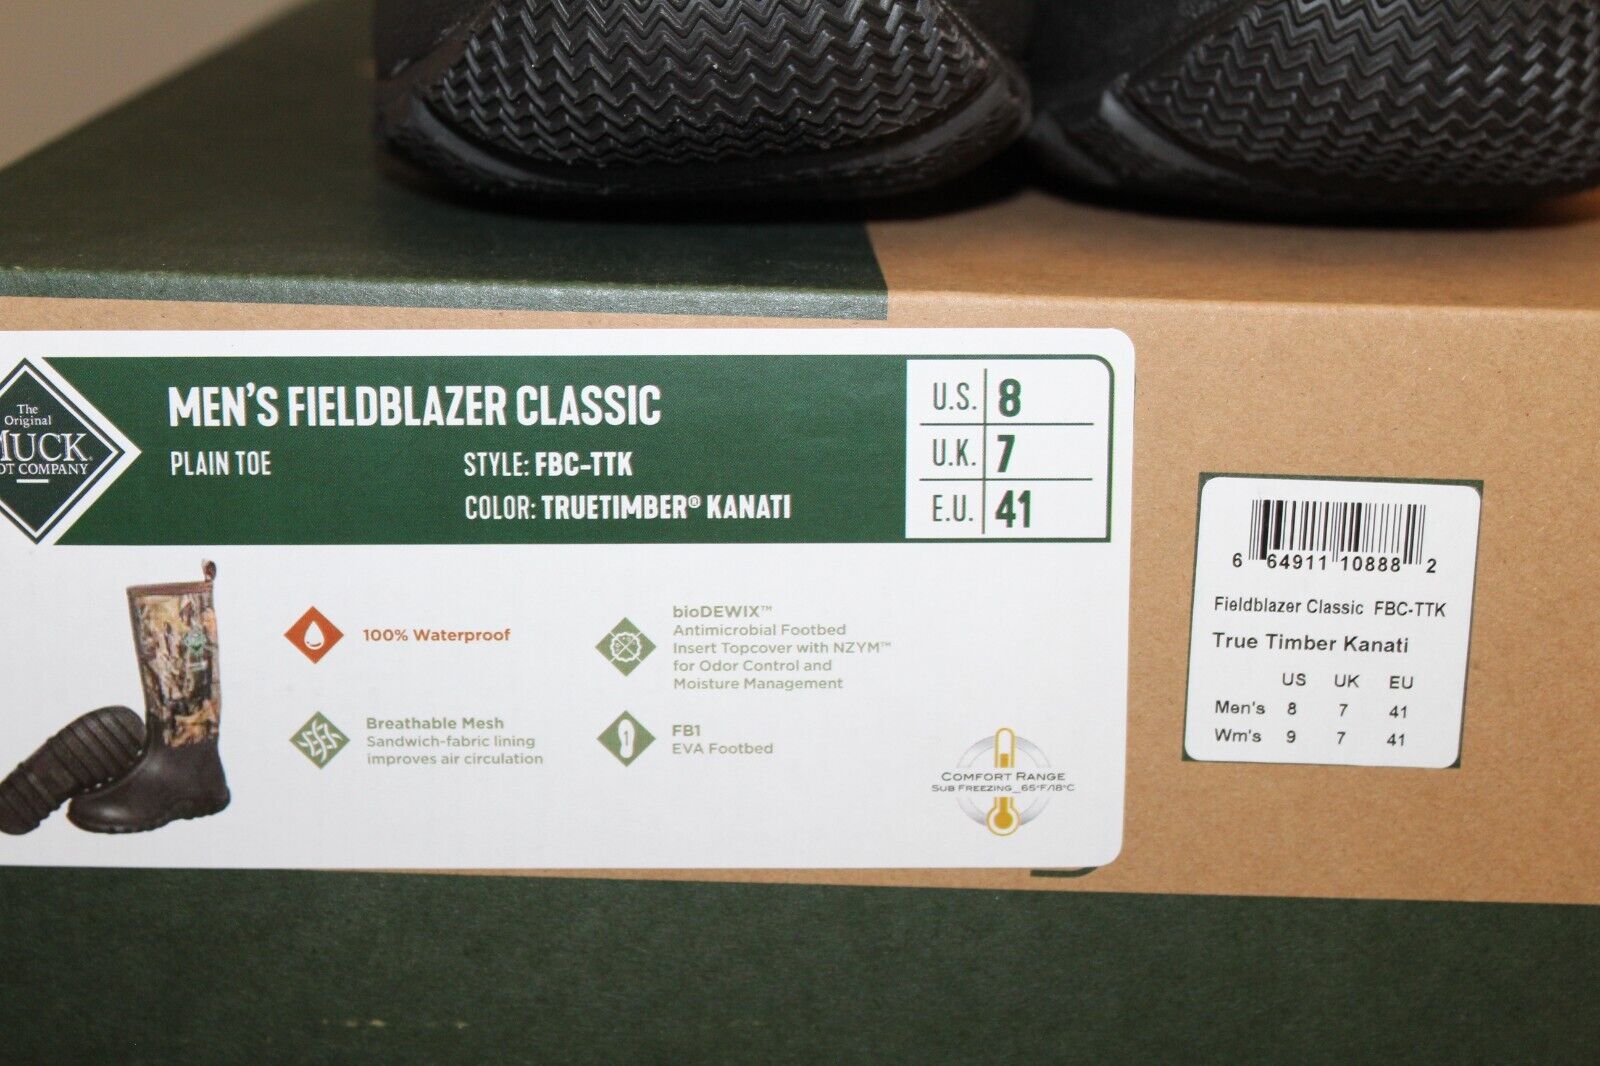 The
Original
MUCK
COMPANY
MEN'S FIELDBLAZER CLASSIC
PLAIN TOE
STYLE: FBC-TTK
COLOR: TRUETIMBER® KANATI
U.S. 8
U.K. 7
E.U. 41
100% Waterproof
Breathable Mesh
Sandwich-fabric lining
improves air circulation
bioDEWIX™
Antimicrobial Footbed
Insert Topcover with NZYM™
for Odor Control and
Moisture Management
1
FB1
EVA Footbed
COMFORT RANGE
SUB FREEZING_65°F/18°C
6 64911 10888 2
Fieldblazer Classic FBC-TTK
True Timber Kanati
US UK EU
Men's 8 7 41
Wm's 9 7 41